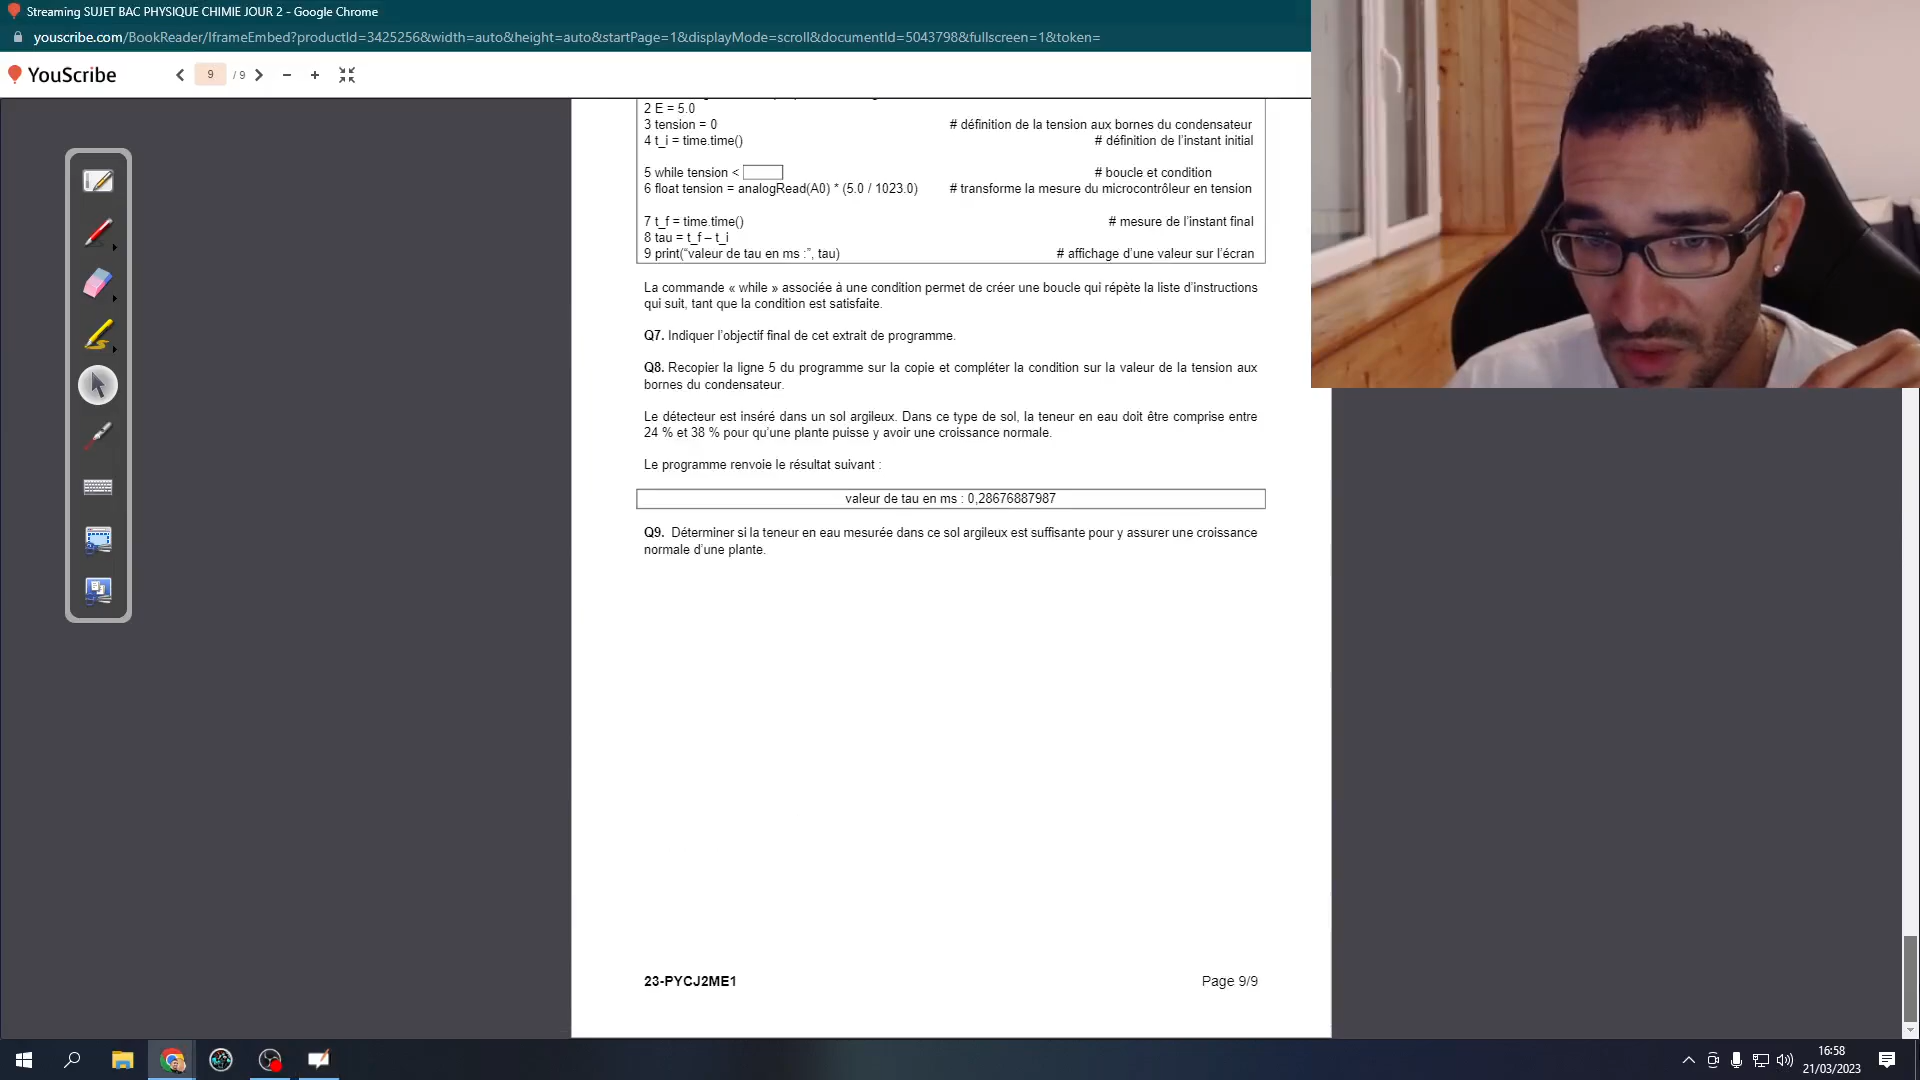 Streaming SUJET BAC PHYSIQUE CHIMIE JOUR 2 - Google Chrome
youscribe.com/BookReader/IframeEmbed?productId=3425256&width=auto&height=auto&startPage=1&displayMode=scroll&documentId=5043798&fullscreen=1&token=
YouScribe
9 / 9
2 E = 5.0
3 tension = 0 # définition de la tension aux bornes du condensateur
4 t_i = time.time() # définition de l'instant initial
5 while tension < # boucle et condition
6 float tension = analogRead(A0) * (5.0 / 1023.0) # transforme la mesure du microcontrôleur en tension
7 t_f = time.time() # mesure de l'instant final
8 tau = t_f – t_i
9 print("valeur de tau en ms :", tau) # affichage d'une valeur sur l'écran
La commande « while » associée à une condition permet de créer une boucle qui répète la liste d'instructions
qui suit, tant que la condition est satisfaite.
Q7. Indiquer l'objectif final de cet extrait de programme.
Q8. Recopier la ligne 5 du programme sur la copie et compléter la condition sur la valeur de la tension aux
bornes du condensateur.
Le détecteur est inséré dans un sol argileux. Dans ce type de sol, la teneur en eau doit être comprise entre
24 % et 38 % pour qu'une plante puisse y avoir une croissance normale.
Le programme renvoie le résultat suivant :
valeur de tau en ms : 0,28676887987
Q9. Déterminer si la teneur en eau mesurée dans ce sol argileux est suffisante pour y assurer une croissance
normale d'une plante.
23-PYCJ2ME1 Page 9/9
16:58
21/03/2023